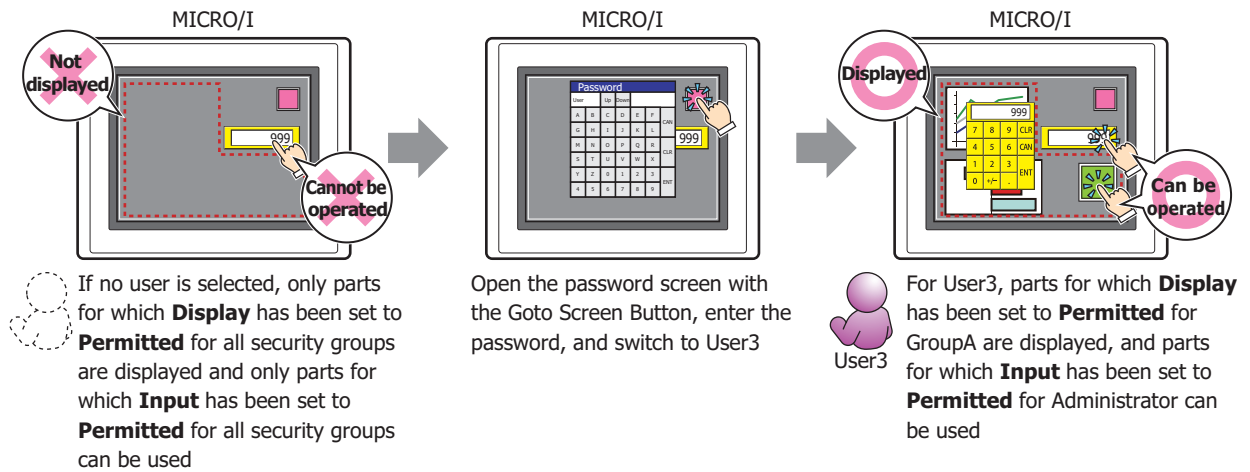 MICRO/I
Not
displayed
999
Cannot be
operated
If no user is selected, only parts
for which Display has been set to
Permitted for all security groups
are displayed and only parts for
which Input has been set to
Permitted for all security groups
can be used
MICRO/I
Password
User Up Down
A B C D E F CAN
G H I J K L
M N O P Q R CLR
S T U V W X
Y Z 0 1 2 3 ENT
4 5 6 7 8 9
999
Open the password screen with
the Goto Screen Button, enter the
password, and switch to User3
MICRO/I
Displayed
999
7 8 9 CLR
4 5 6 CAN
1 2 3 ENT
0 +/- .
Can be
operated
User3
For User3, parts for which Display
has been set to Permitted for
GroupA are displayed, and parts
for which Input has been set to
Permitted for Administrator can
be used